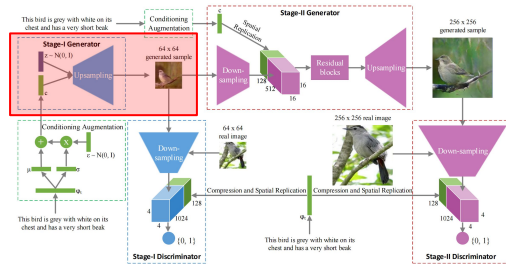 This bird is grey with white on its
chest and has a very short beak
Conditioning
Augmentation
c
Stage-II Generator
Spatial
Replication
128
512
16
16
Residual
blocks
Down-
sampling
Upsampling
256 x 256
generated sample
Stage-I Generator
z ~ N(0, I)
c
Upsampling
64 x 64
generated sample
Conditioning Augmentation
+
X
ε ~ N(0, I)
μ
σ
φt
This bird is grey with white on its
chest and has a very short beak
64 x 64
real image
Down-
sampling
128
1024
4
4
{0, 1}
Stage-I Discriminator
256 x 256 real image
Compression and Spatial Replication
Compression and Spatial Replication
φt
This bird is grey with white on its
chest and has a very short beak
Down-sampling
128
1024
4
4
{0, 1}
Stage-II Discriminator